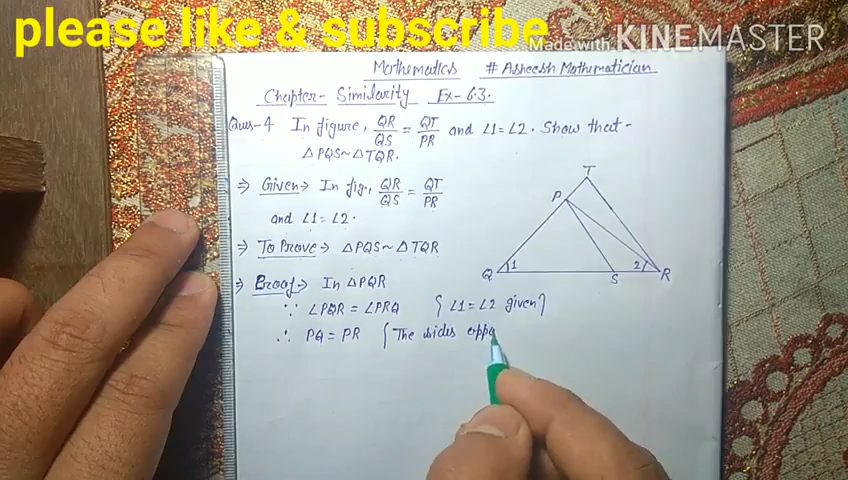 please like & subscribe
Made with KINEMASTER
Mathematics # Asheesh Mathematician
Chapter- Similarity Ex- 6.3.
Ques-4 In figure, QR/QS = QT/PR and ∠1=∠2. Show that-
△PQS~△TQR.
⇒ Given→ In fig., QR/QS = QT/PR
and ∠1=∠2.
⇒ To Prove→ △PQS~△TQR
⇒ Proof→ In △PQR
∵ ∠PQR = ∠PRQ {∠1=∠2 given}
∴ PQ = PR {The sides oppo
T
P
Q 1 S 2 R